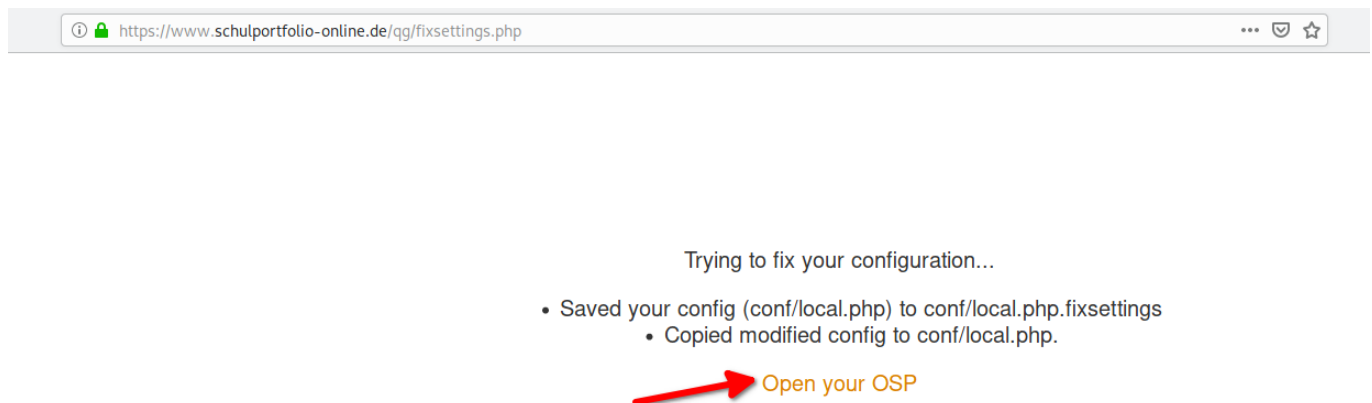 https://www.schulportfolio-online.de/qg/fixsettings.php
Trying to fix your configuration...
• Saved your config (conf/local.php) to conf/local.php.fixsettings
• Copied modified config to conf/local.php.
Open your OSP